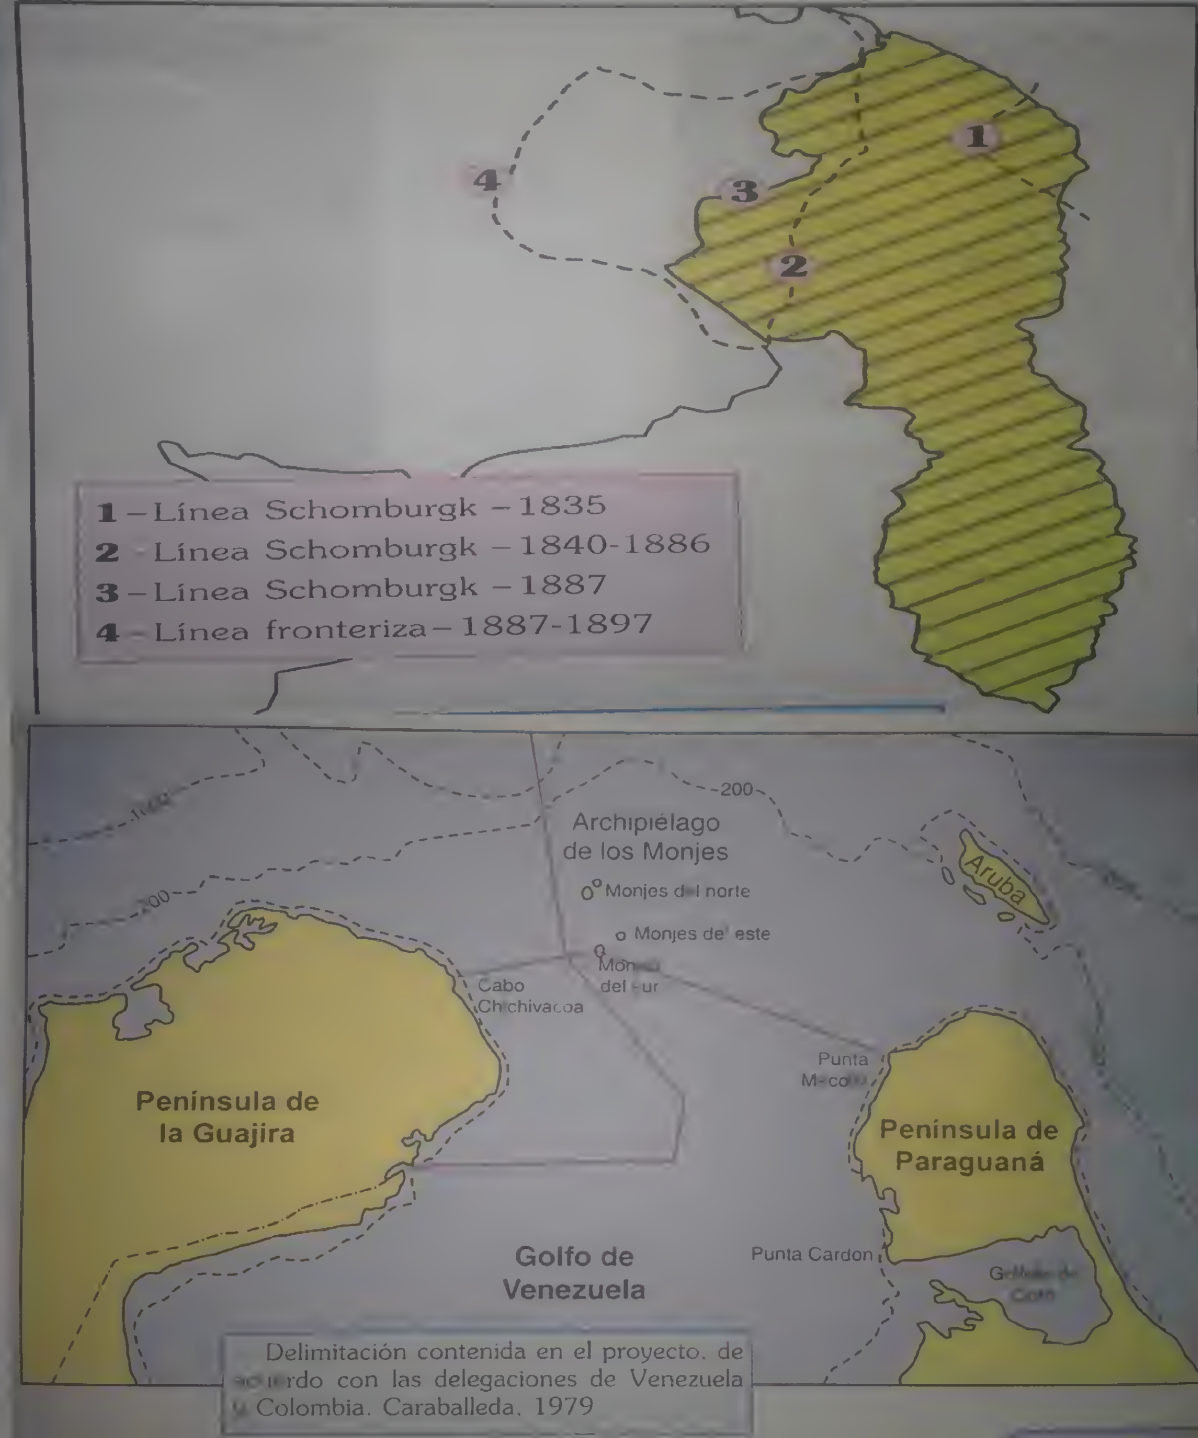 1
4
3
2
1 – Línea Schomburgk – 1835
2 - Línea Schomburgk – 1840-1886
3 – Línea Schomburgk – 1887
4 – Línea fronteriza – 1887-1897
200
Archipiélago
de los Monjes
Monjes del norte
Aruba
200
Monjes del este
Cabo
Chichivacoa
del sur
Punta
Península de
la Guajira
Península de
Paraguaná
Golfo de
Venezuela
Punta Cardon
Delimitación contenida en el proyecto, de
acuerdo con las delegaciones de Venezuela
y Colombia. Caraballeda, 1979